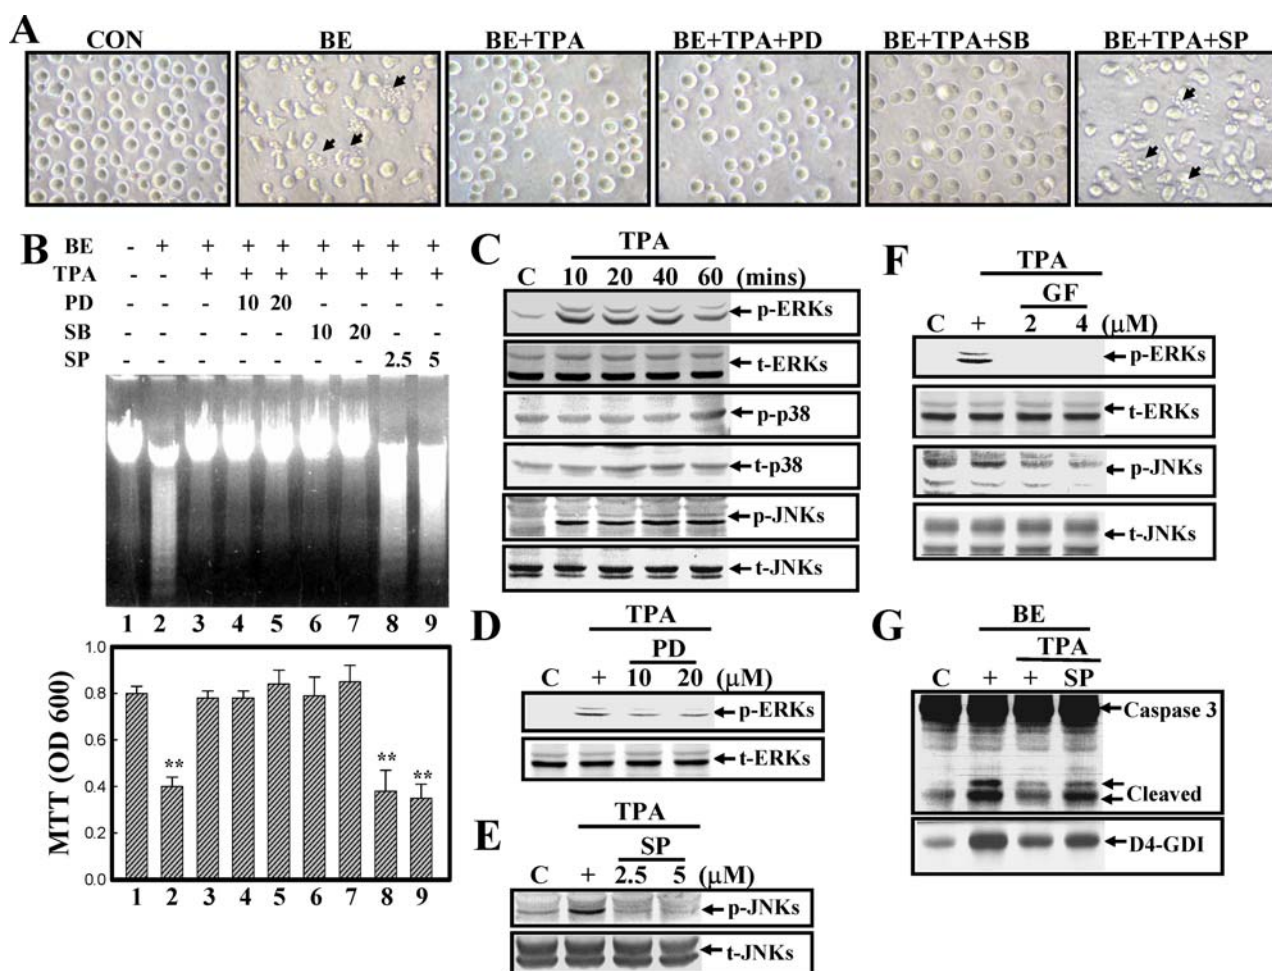 A
CON BE BE+TPA BE+TPA+PD BE+TPA+SB BE+TPA+SP
B
BE - + + + + + + + +
TPA - - + + + + + + +
PD - - - 10 20 - - - -
SB - - - - - 10 20 - -
SP - - - - - - - 2.5 5
1 2 3 4 5 6 7 8 9
MTT (OD 600)
1.0
0.8
0.6
0.4
0.2
0.0
** ** **
1 2 3 4 5 6 7 8 9
C
TPA
C 10 20 40 60 (mins)
p-ERKs
t-ERKs
p-p38
t-p38
p-JNKs
t-JNKs
D
TPA
PD
C + 10 20 (μM)
p-ERKs
t-ERKs
E
TPA
SP
C + 2.5 5 (μM)
p-JNKs
t-JNKs
F
TPA
GF
C + 2 4 (μM)
p-ERKs
t-ERKs
p-JNKs
t-JNKs
G
BE
TPA
C + + SP
Caspase 3
Cleaved
D4-GDI